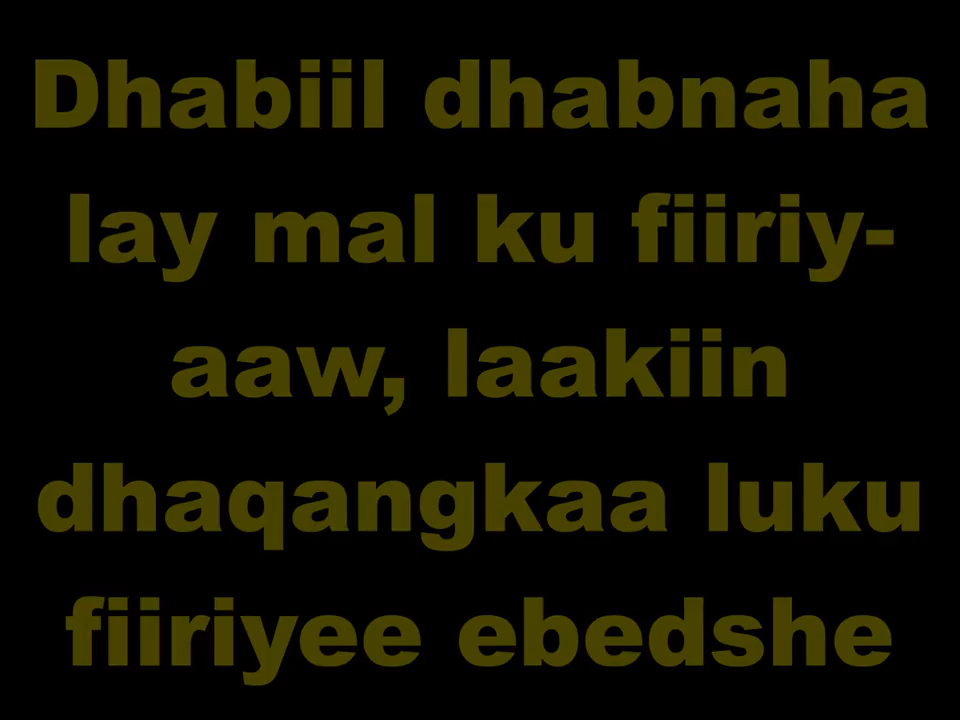 Dhabiil dhabnaha
lay mal ku fiiriy-
aaw, laakiin
dhaqangkaa luku
fiiriyee ebedshe